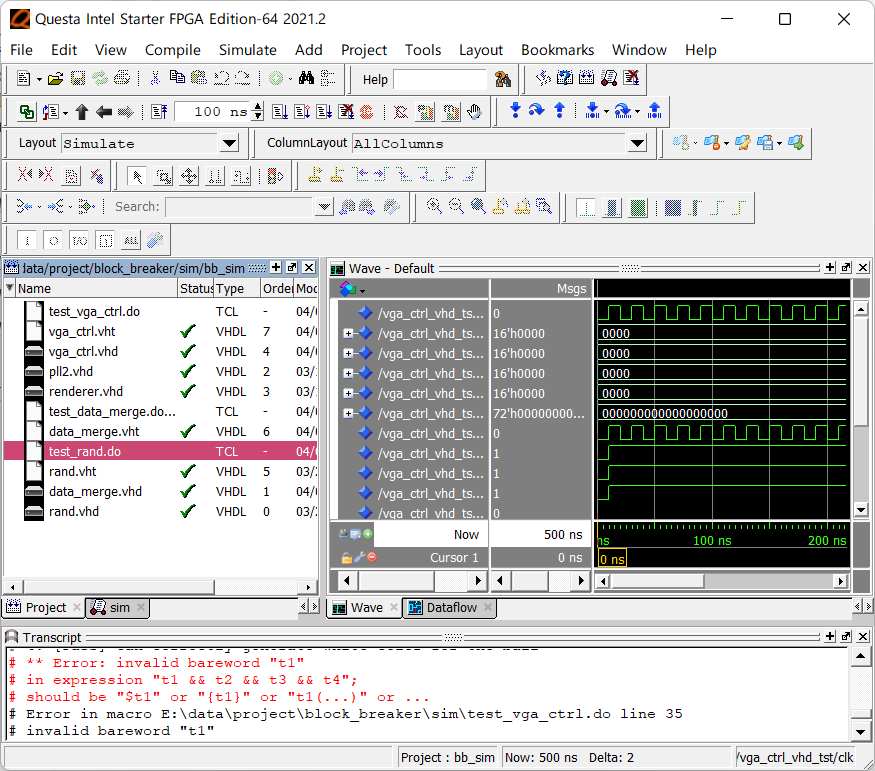 Questa Intel Starter FPGA Edition-64 2021.2
File Edit View Compile Simulate Add Project Tools Layout Bookmarks Window Help
Help
100 ns
Layout Simulate ColumnLayout AllColumns
Search:
I/O ALL
data/project/block_breaker/sim/bb_sim
Name Status Type Order Mo
test_vga_ctrl.do TCL - 04/
vga_ctrl.vht VHDL 7 04/
vga_ctrl.vhd VHDL 4 04/
pll2.vhd VHDL 2 03/
renderer.vhd VHDL 3 03/
test_data_merge.do... TCL - 04/
data_merge.vht VHDL 6 04/
test_rand.do TCL - 04/
rand.vht VHDL 5 03/2
data_merge.vhd VHDL 1 04/
rand.vhd VHDL 0 03/2
Project sim
Wave - Default
Msgs
/vga_ctrl_vhd_ts... 0
/vga_ctrl_vhd_ts... 16'h0000 0000
/vga_ctrl_vhd_ts... 16'h0000 0000
/vga_ctrl_vhd_ts... 16'h0000 0000
/vga_ctrl_vhd_ts... 16'h0000 0000
/vga_ctrl_vhd_ts... 72'h00000000... 000000000000000000
/vga_ctrl_vhd_ts... 0
/vga_ctrl_vhd_ts... 1
/vga_ctrl_vhd_ts... 1
/vga_ctrl_vhd_ts... 1
/vga_ctrl_vhd_ts... 0
Now 500 ns ns 100 ns 200 ns
Cursor 1 0 ns 0 ns
Wave Dataflow
Transcript
# ** Error: invalid bareword "t1"
# in expression "t1 && t2 && t3 && t4";
# should be "$t1" or "{t1}" or "t1(...)" or ...
# Error in macro E:\data\project\block_breaker\sim\test_vga_ctrl.do line 35
# invalid bareword "t1"
Project : bb_sim Now: 500 ns Delta: 2 /vga_ctrl_vhd_tst/clk